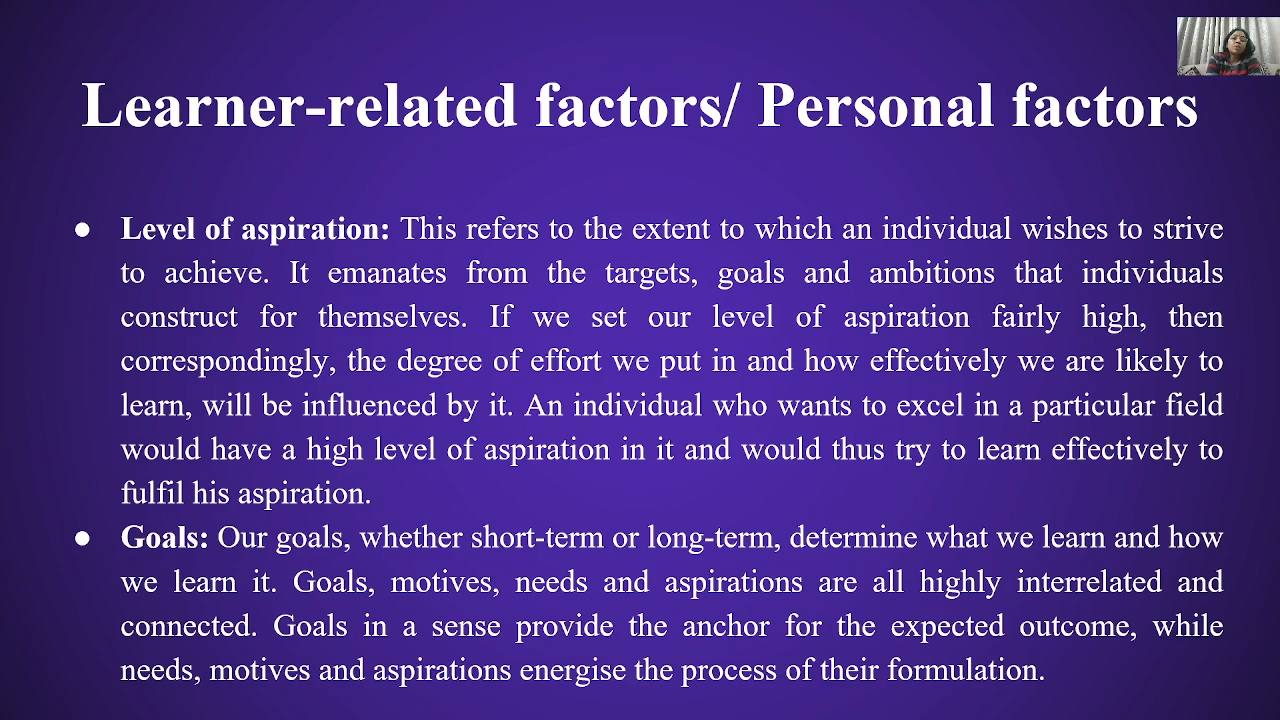 Learner-related factors/ Personal factors
● Level of aspiration: This refers to the extent to which an individual wishes to strive
to achieve. It emanates from the targets, goals and ambitions that individuals
construct for themselves. If we set our level of aspiration fairly high, then
correspondingly, the degree of effort we put in and how effectively we are likely to
learn, will be influenced by it. An individual who wants to excel in a particular field
would have a high level of aspiration in it and would thus try to learn effectively to
fulfil his aspiration.
● Goals: Our goals, whether short-term or long-term, determine what we learn and how
we learn it. Goals, motives, needs and aspirations are all highly interrelated and
connected. Goals in a sense provide the anchor for the expected outcome, while
needs, motives and aspirations energise the process of their formulation.